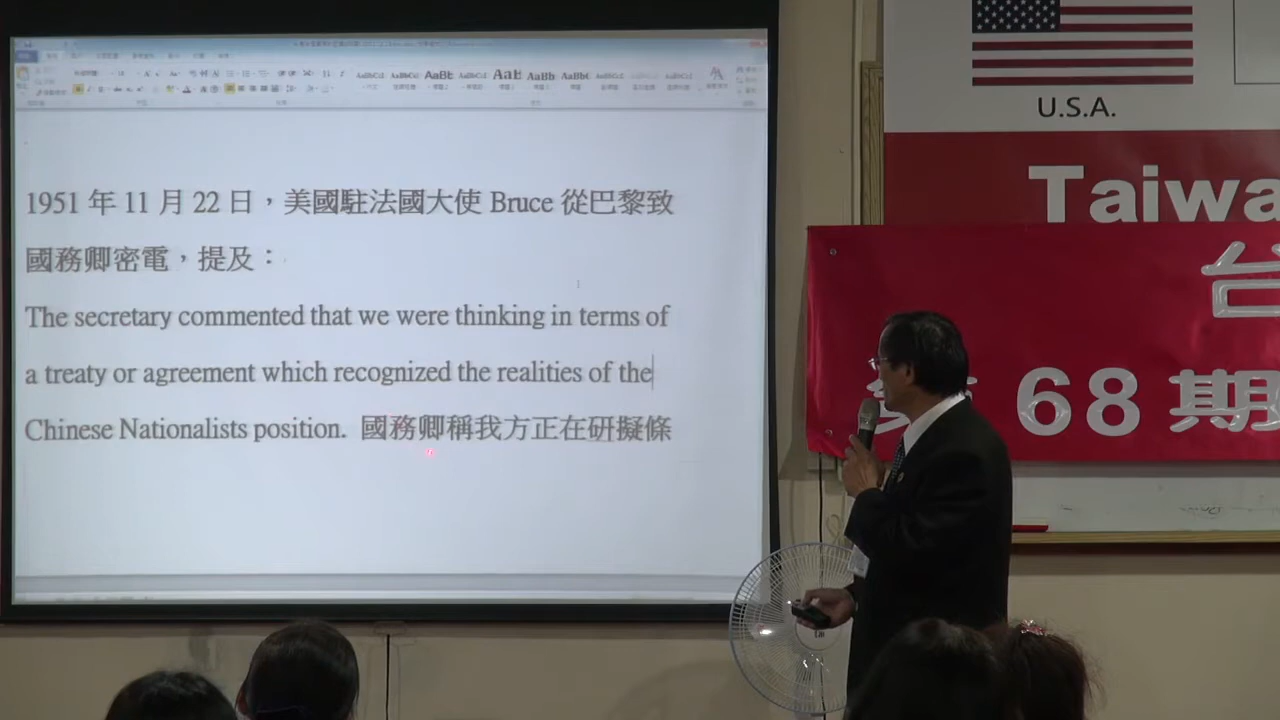 1951 年 11 月 22 日，美國駐法國大使 Bruce 從巴黎致
國務卿密電，提及：
The secretary commented that we were thinking in terms of
a treaty or agreement which recognized the realities of the
Chinese Nationalists position. 國務卿稱我方正在研擬條
U.S.A.
Taiwa
台
68 期